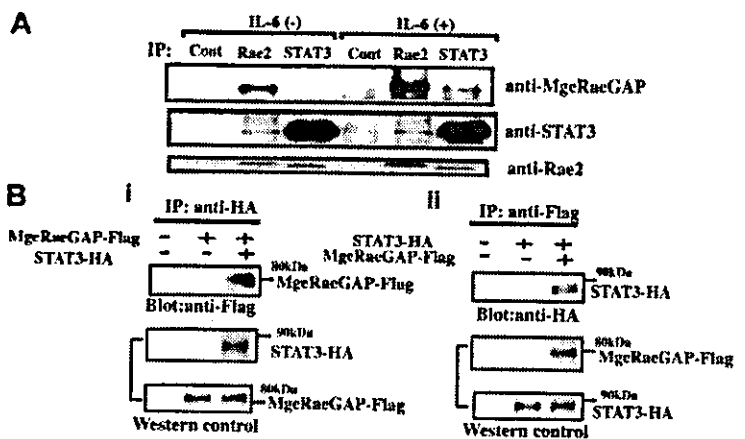 A
IL-6 (-) IL-6 (+)
IP: Cont Rac2 STAT3 Cont Rac2 STAT3
anti-MgcRacGAP
anti-STAT3
anti-Rac2
B
i
IP: anti-HA
MgcRacGAP-Flag - + +
STAT3-HA - - +
80kDa
MgcRacGAP-Flag
Blot:anti-Flag
90kDa
STAT3-HA
80kDa
MgcRacGAP-Flag
Western control
ii
IP: anti-Flag
STAT3-HA - + +
MgcRacGAP-Flag - - +
90kDa
STAT3-HA
Blot:anti-HA
80kDa
MgcRacGAP-Flag
90kDa
STAT3-HA
Western control